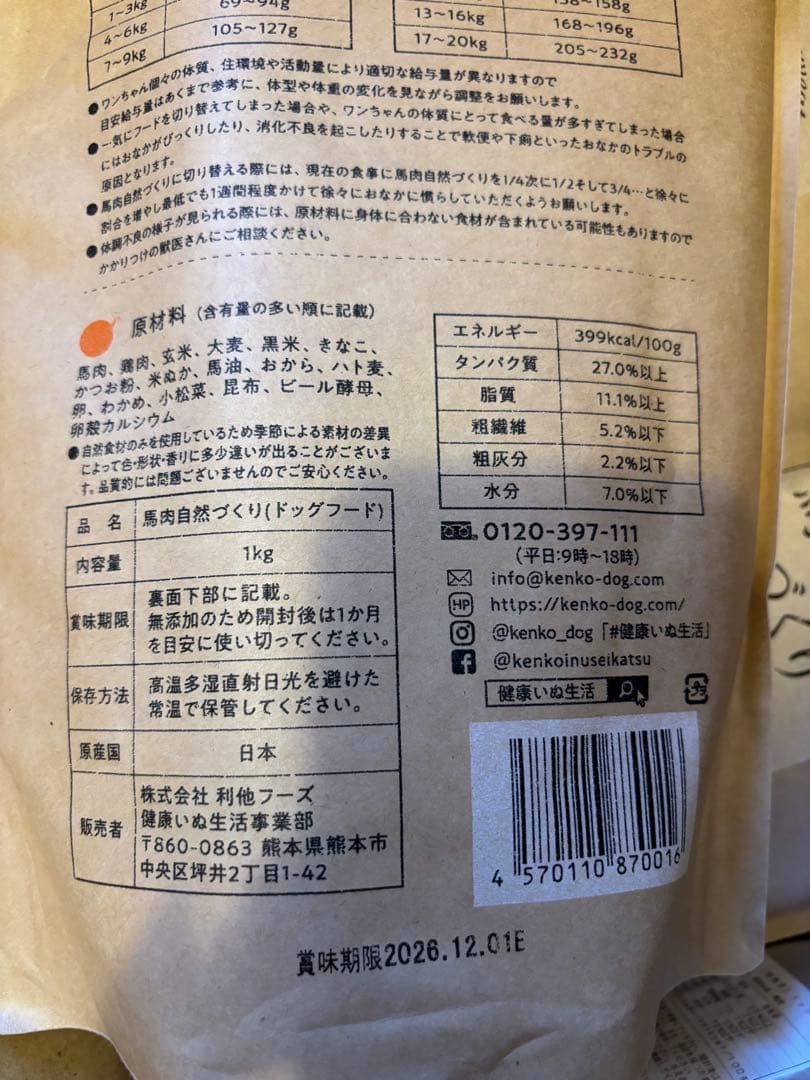 1~3kg 69~94g
4~6kg 105~127g
7~9kg
138~158g
13~16kg 168~196g
17~20kg 205~232g
●ワンちゃん個々の体質、住環境や活動量により適切な給与量が異なりますので
目安給与量はあくまで参考に、体型や体重の変化を見ながら調整をお願いします。
●一気にフードを切り替えてしまった場合や、ワンちゃんの体質にとって食べる量が多すぎてしまった場合
にはおなかがびっくりしたり、消化不良を起こしたりすることで軟便や下痢といったおなかのトラブルの
原因となります。
●馬肉自然づくりに切り替える際には、現在の食事に馬肉自然づくりを1/4次に1/2そして3/4…と徐々に
割合を増やし最低でも1週間程度かけて徐々におなかに慣らしていただくようお願いします。
●体調不良の様子が見られる際には、原材料に身体に合わない食材が含まれている可能性もありますので
かかりつけの獣医さんにご相談ください。
原材料(含有量の多い順に記載)
馬肉、鶏肉、玄米、大麦、黒米、きなこ、
かつお粉、米ぬか、馬油、おから、ハト麦、
卵、わかめ、小松菜、昆布、ビール酵母、
卵殻カルシウム
●自然食材のみを使用しているため季節による素材の差異
によって色・形状・香りに多少違いが出ることがございま
す。品質的には問題ございませんのでご安心ください。
品名 馬肉自然づくり(ドッグフード)
内容量 1kg
賞味期限 裏面下部に記載。
無添加のため開封後は1か月
を目安に使い切ってください。
保存方法 高温多湿直射日光を避けた
常温で保管してください。
原産国 日本
販売者 株式会社 利他フーズ
健康いぬ生活事業部
〒860-0863 熊本県熊本市
中央区坪井2丁目1-42
エネルギー 399kcal/100g
タンパク質 27.0%以上
脂質 11.1%以上
粗繊維 5.2%以下
粗灰分 2.2%以下
水分 7.0%以下
0120-397-111
(平日:9時~18時)
info@kenko-dog.com
HP https://kenko-dog.com/
@kenko_dog「#健康いぬ生活」
@kenkoinuseikatsu
健康いぬ生活
4 570110 870016
賞味期限2026.12.01E